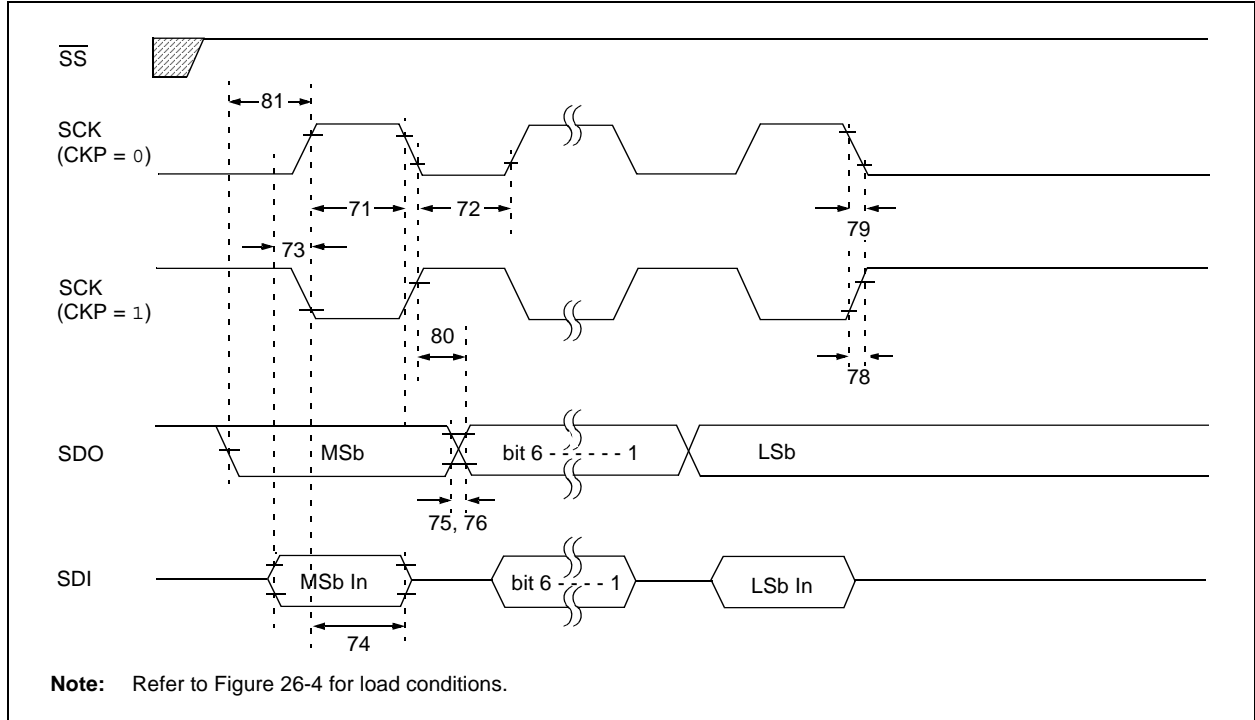 SS
81
SCK
(CKP = 0)
71
72
79
73
SCK
(CKP = 1)
80
78
SDO
MSb
bit 6 - - - - - - 1
LSb
75, 76
SDI
MSb In
bit 6 - - - - - 1
LSb In
74
Note: Refer to Figure 26-4 for load conditions.